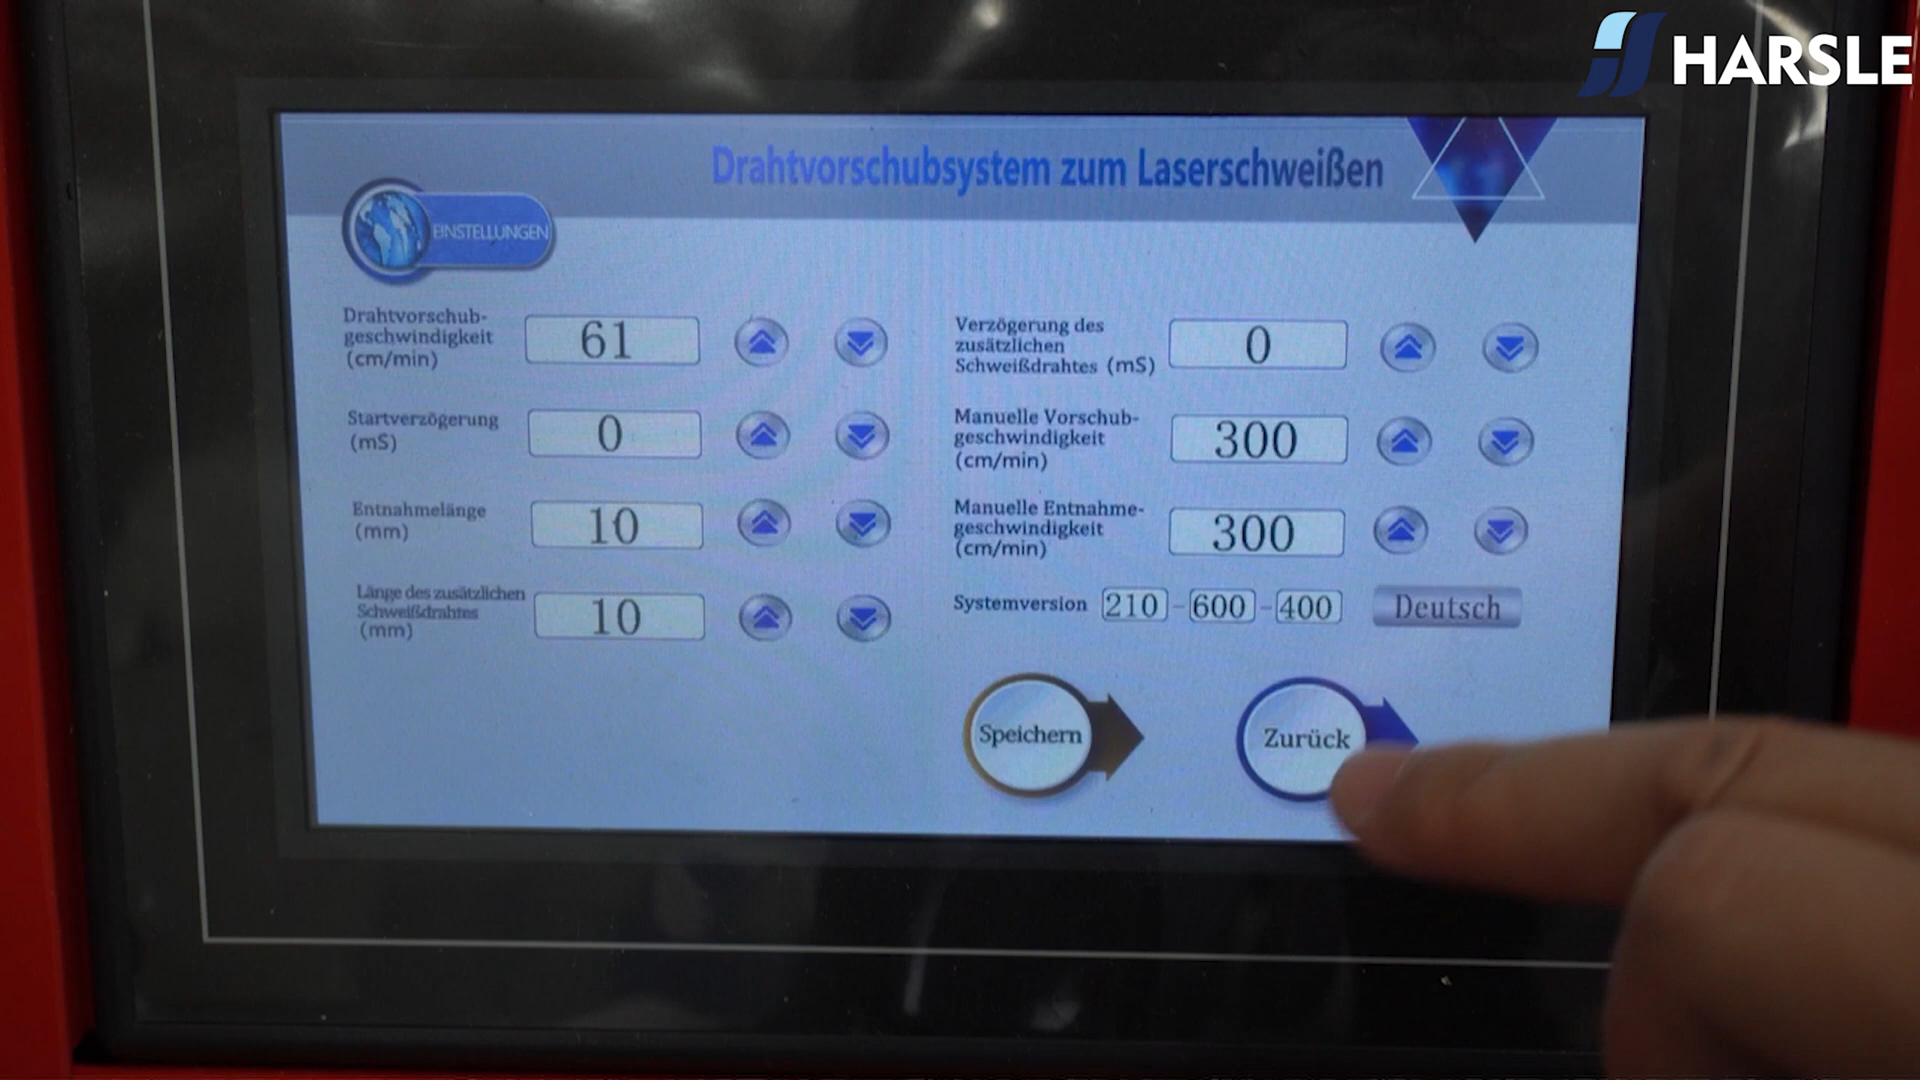 HARSLE
Drahtvorschubsystem zum Laserschweißen
EINSTELLUNGEN
Drahtvorschub-
geschwindigkeit
(cm/min)
61
Startverzögerung
(mS)
0
Entnahmelänge
(mm)
10
Länge des zusätzlichen
Schweißdrahtes
(mm)
10
Verzögerung des
zusätzlichen
Schweißdrahtes (mS)
0
Manuelle Vorschub-
geschwindigkeit
(cm/min)
300
Manuelle Entnahme-
geschwindigkeit
(cm/min)
300
Systemversion 210 - 600 - 400 Deutsch
Speichern
Zurück